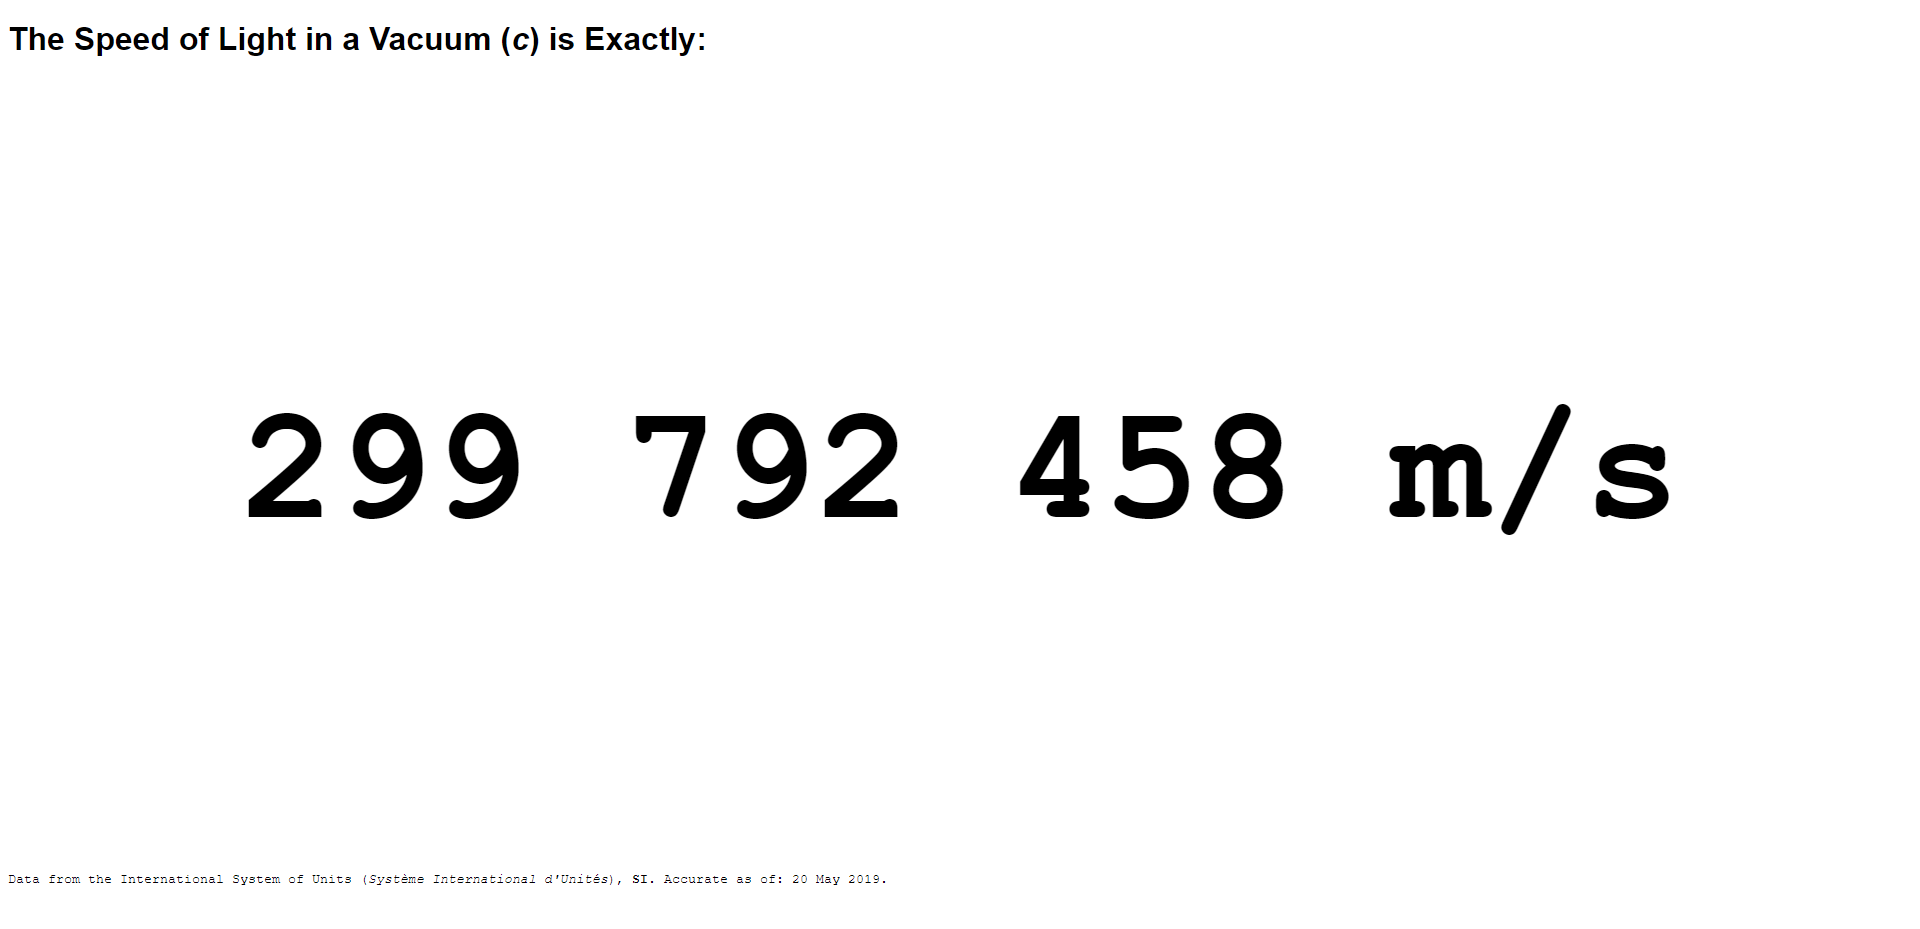 The Speed of Light in a Vacuum (c) is Exactly:
299 792 458 m/s
Data from the International System of Units (Système International d'Unités), SI. Accurate as of: 20 May 2019.